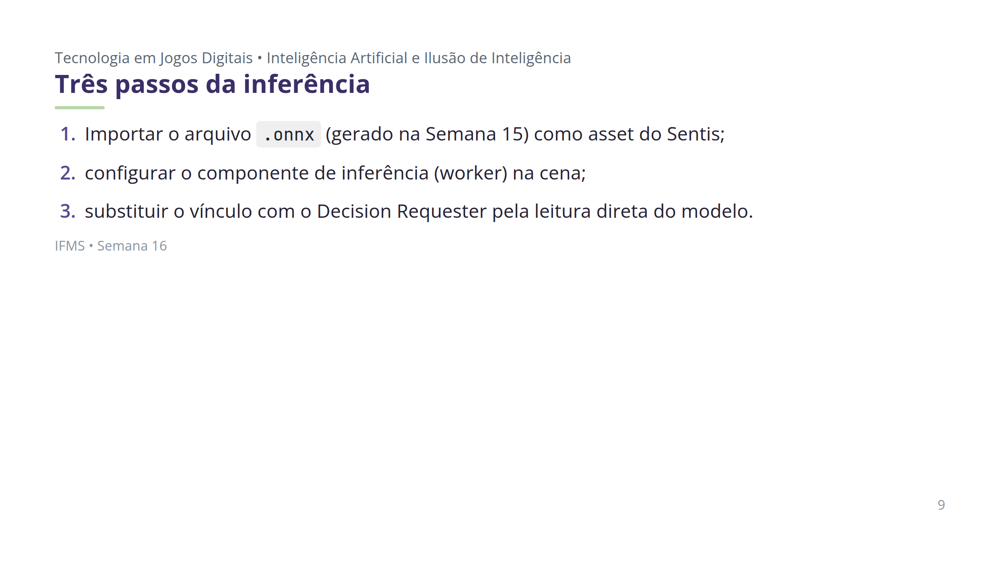 Tecnologia em Jogos Digitais • Inteligência Artificial e Ilusão de Inteligência
Três passos da inferência
1. Importar o arquivo .onnx (gerado na Semana 15) como asset do Sentis;
2. configurar o componente de inferência (worker) na cena;
3. substituir o vínculo com o Decision Requester pela leitura direta do modelo.
IFMS • Semana 16
9